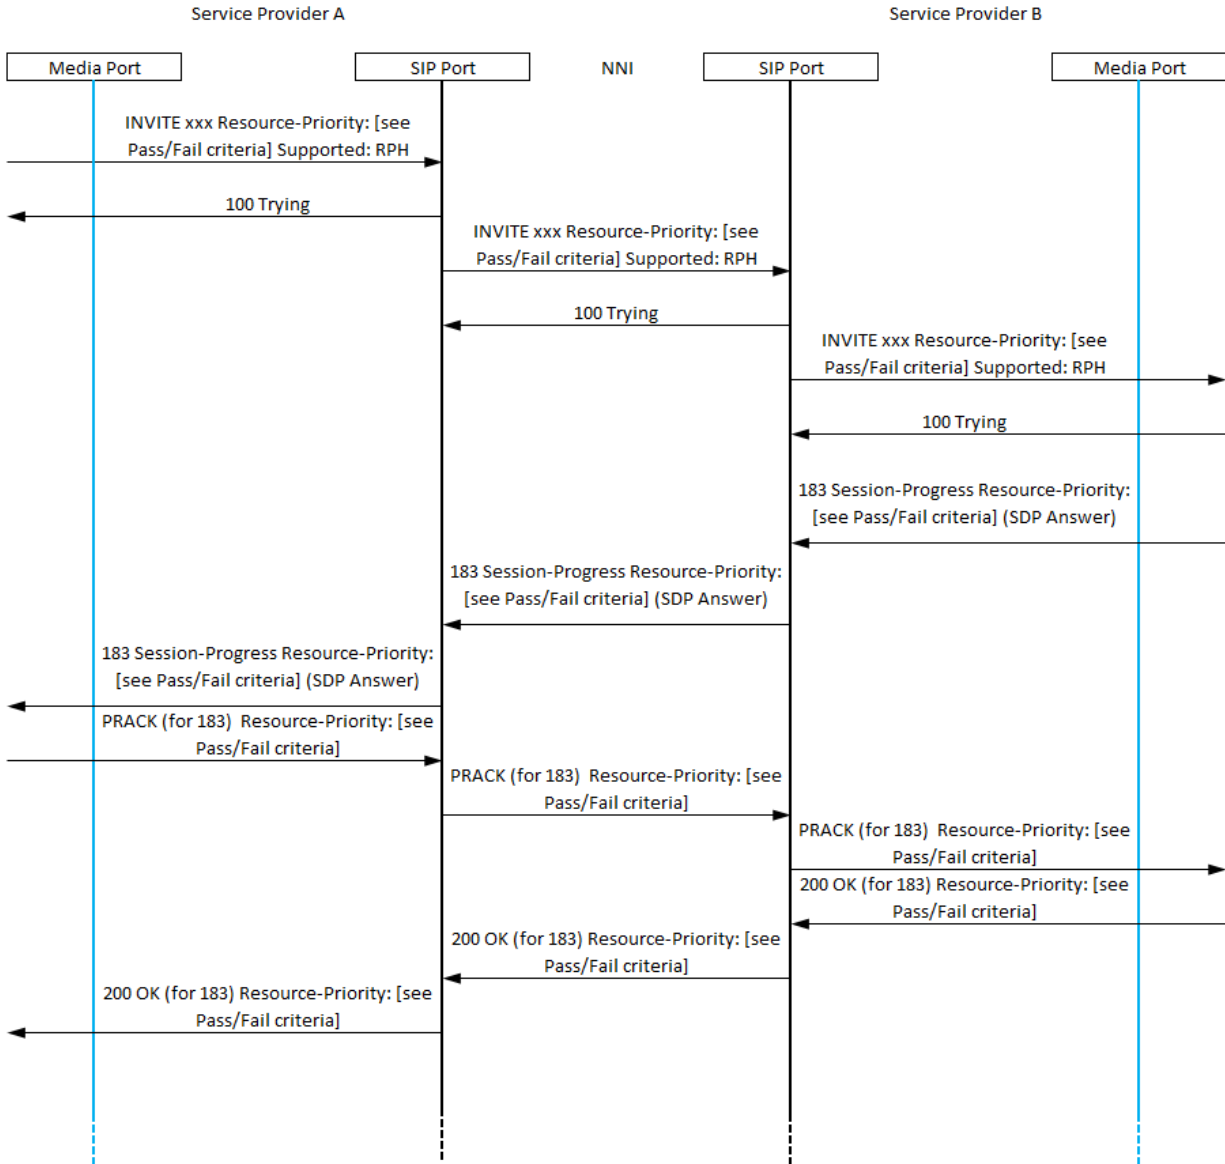 Service Provider A
Service Provider B
Media Port
SIP Port
NNI
SIP Port
Media Port
INVITE xxx Resource-Priority: [see
Pass/Fail criteria] Supported: RPH
100 Trying
INVITE xxx Resource-Priority: [see
Pass/Fail criteria] Supported: RPH
100 Trying
INVITE xxx Resource-Priority: [see
Pass/Fail criteria] Supported: RPH
100 Trying
183 Session-Progress Resource-Priority:
[see Pass/Fail criteria] (SDP Answer)
183 Session-Progress Resource-Priority:
[see Pass/Fail criteria] (SDP Answer)
183 Session-Progress Resource-Priority:
[see Pass/Fail criteria] (SDP Answer)
PRACK (for 183)  Resource-Priority: [see
Pass/Fail criteria]
PRACK (for 183)  Resource-Priority: [see
Pass/Fail criteria]
PRACK (for 183)  Resource-Priority: [see
Pass/Fail criteria]
200 OK (for 183) Resource-Priority: [see
Pass/Fail criteria]
200 OK (for 183) Resource-Priority: [see
Pass/Fail criteria]
200 OK (for 183) Resource-Priority: [see
Pass/Fail criteria]